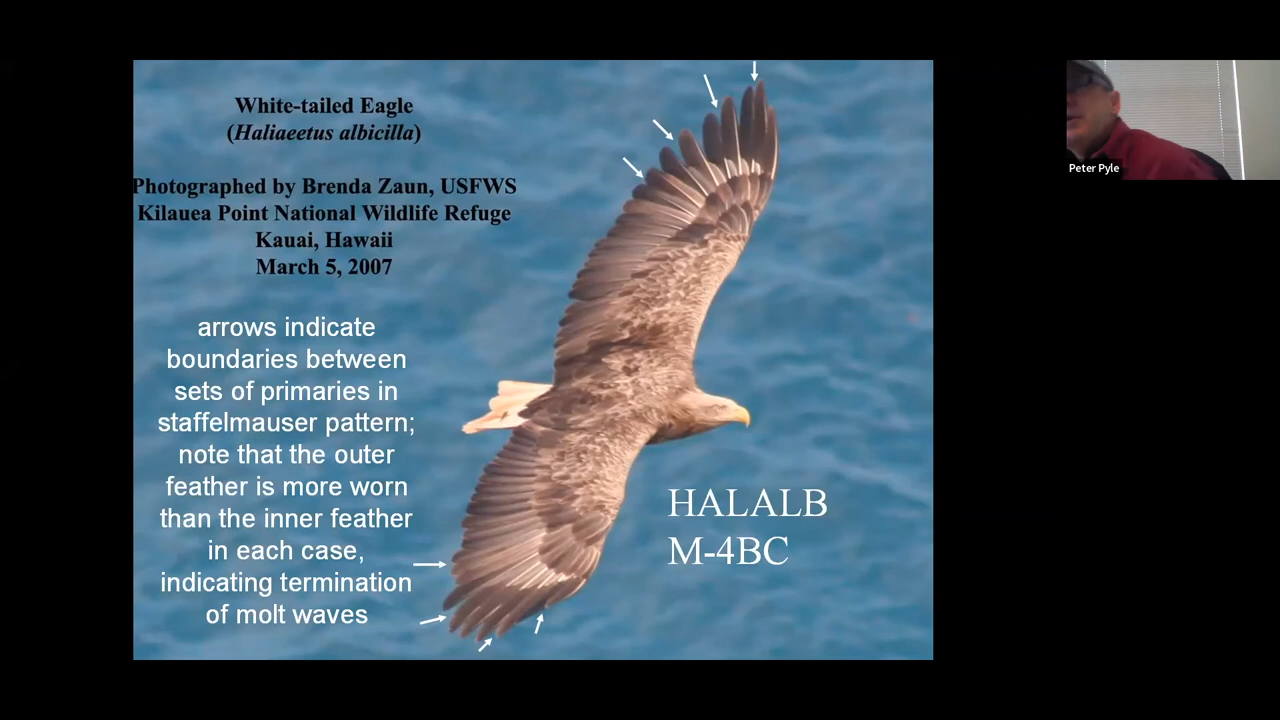 White-tailed Eagle
(Haliaeetus albicilla)
Photographed by Brenda Zaun, USFWS
Kilauea Point National Wildlife Refuge
Kauai, Hawaii
March 5, 2007
arrows indicate
boundaries between
sets of primaries in
staffelmauser pattern;
note that the outer
feather is more worn
than the inner feather
in each case,
indicating termination
of molt waves
HALALB
M-4BC
Peter Pyle